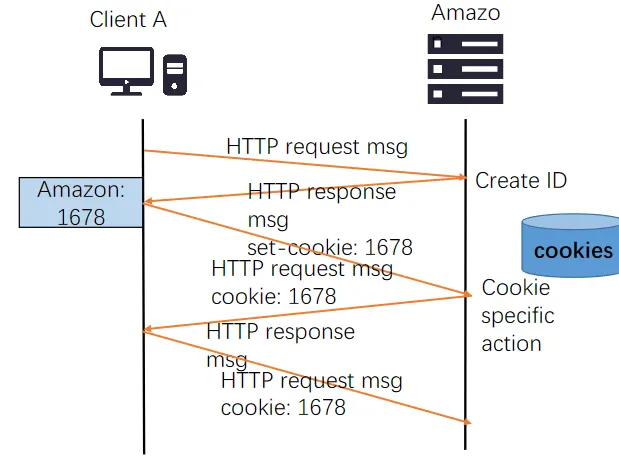 Client A
Amazo
HTTP request msg
Create ID
Amazon:
1678
HTTP response
msg
set-cookie: 1678
cookies
HTTP request msg
cookie: 1678
Cookie
specific
action
HTTP response
msg
HTTP request msg
cookie: 1678